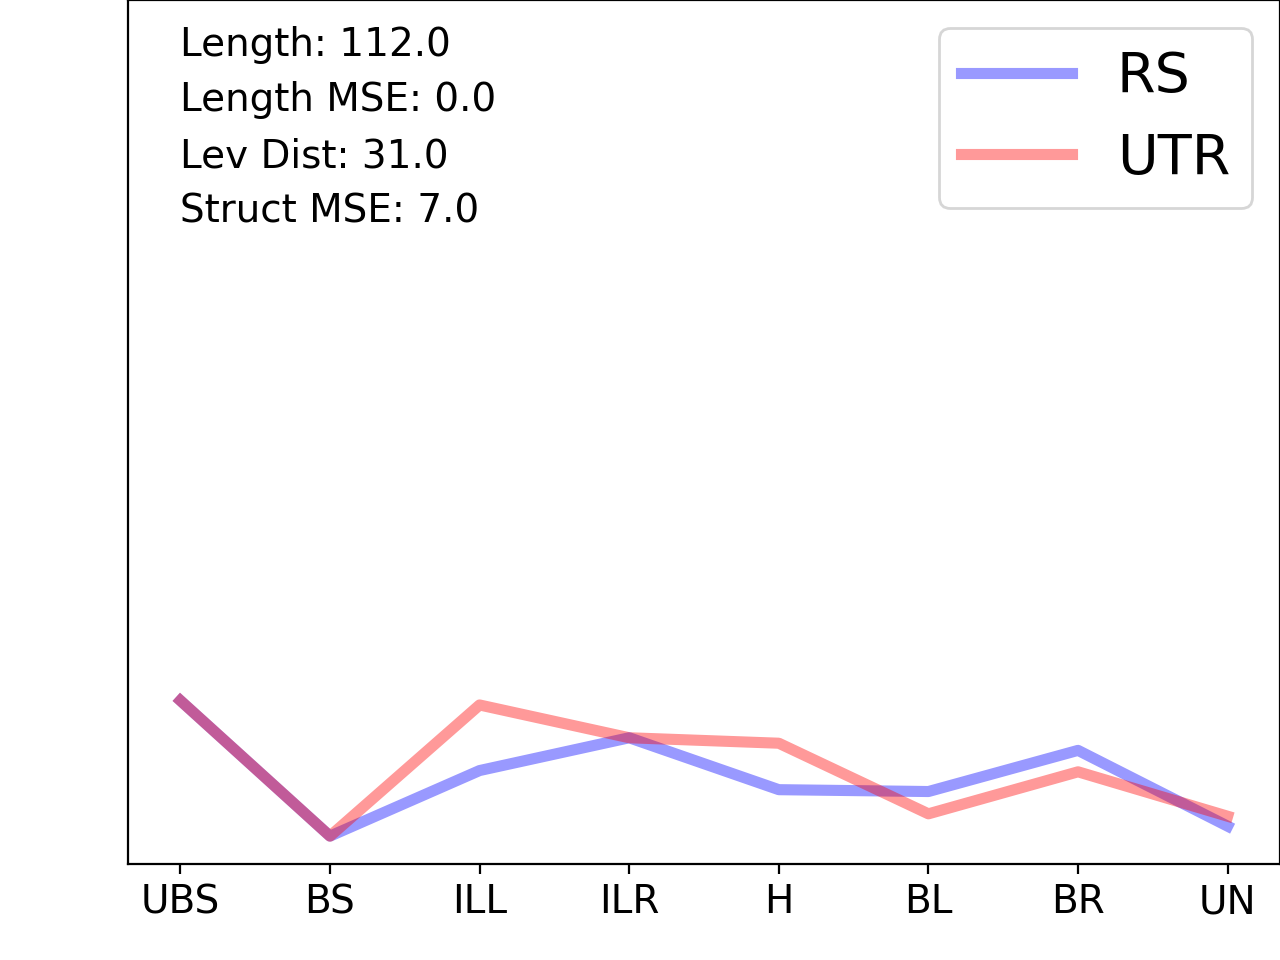 Length: 112.0
Length MSE: 0.0
Lev Dist: 31.0
Struct MSE: 7.0
RS
UTR
UBS BS ILL ILR H BL BR UN